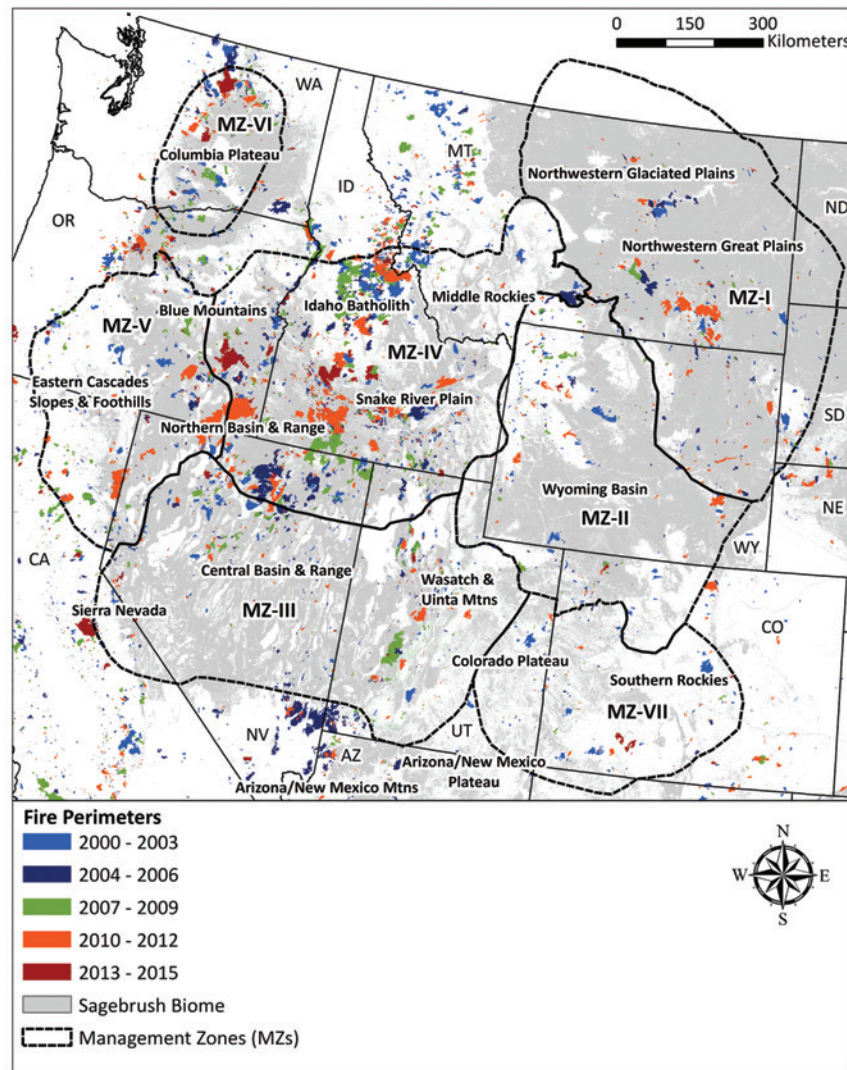 0 150 300
Kilometers
WA
MZ-VI
Columbia Plateau
MT
ID
Northwestern Glaciated Plains
ND
OR
Northwestern Great Plains
MZ-I
Middle Rockies
Idaho Batholith
Blue Mountains
MZ-V
MZ-IV
Eastern Cascades
Slopes & Foothills
Snake River Plain
SD
Northern Basin & Range
Wyoming Basin
MZ-II
NE
WY
CA
Central Basin & Range
Wasatch &
Uinta Mtns
MZ-III
Sierra Nevada
CO
Colorado Plateau
Southern Rockies
MZ-VII
UT
NV
AZ
Arizona/New Mexico
Plateau
Arizona/New Mexico Mtns
Fire Perimeters
2000 - 2003
2004 - 2006
2007 - 2009
2010 - 2012
2013 - 2015
Sagebrush Biome
Management Zones (MZs)
N
W E
S